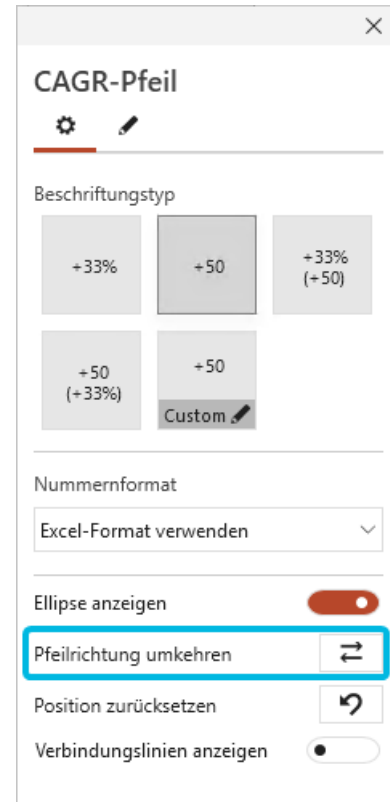 CAGR-Pfeil
Beschriftungstyp
+33%
+50
+33%
(+50)
+50
(+33%)
+50
Custom
Nummernformat
Excel-Format verwenden
Ellipse anzeigen
Pfeilrichtung umkehren
Position zurücksetzen
Verbindungslinien anzeigen